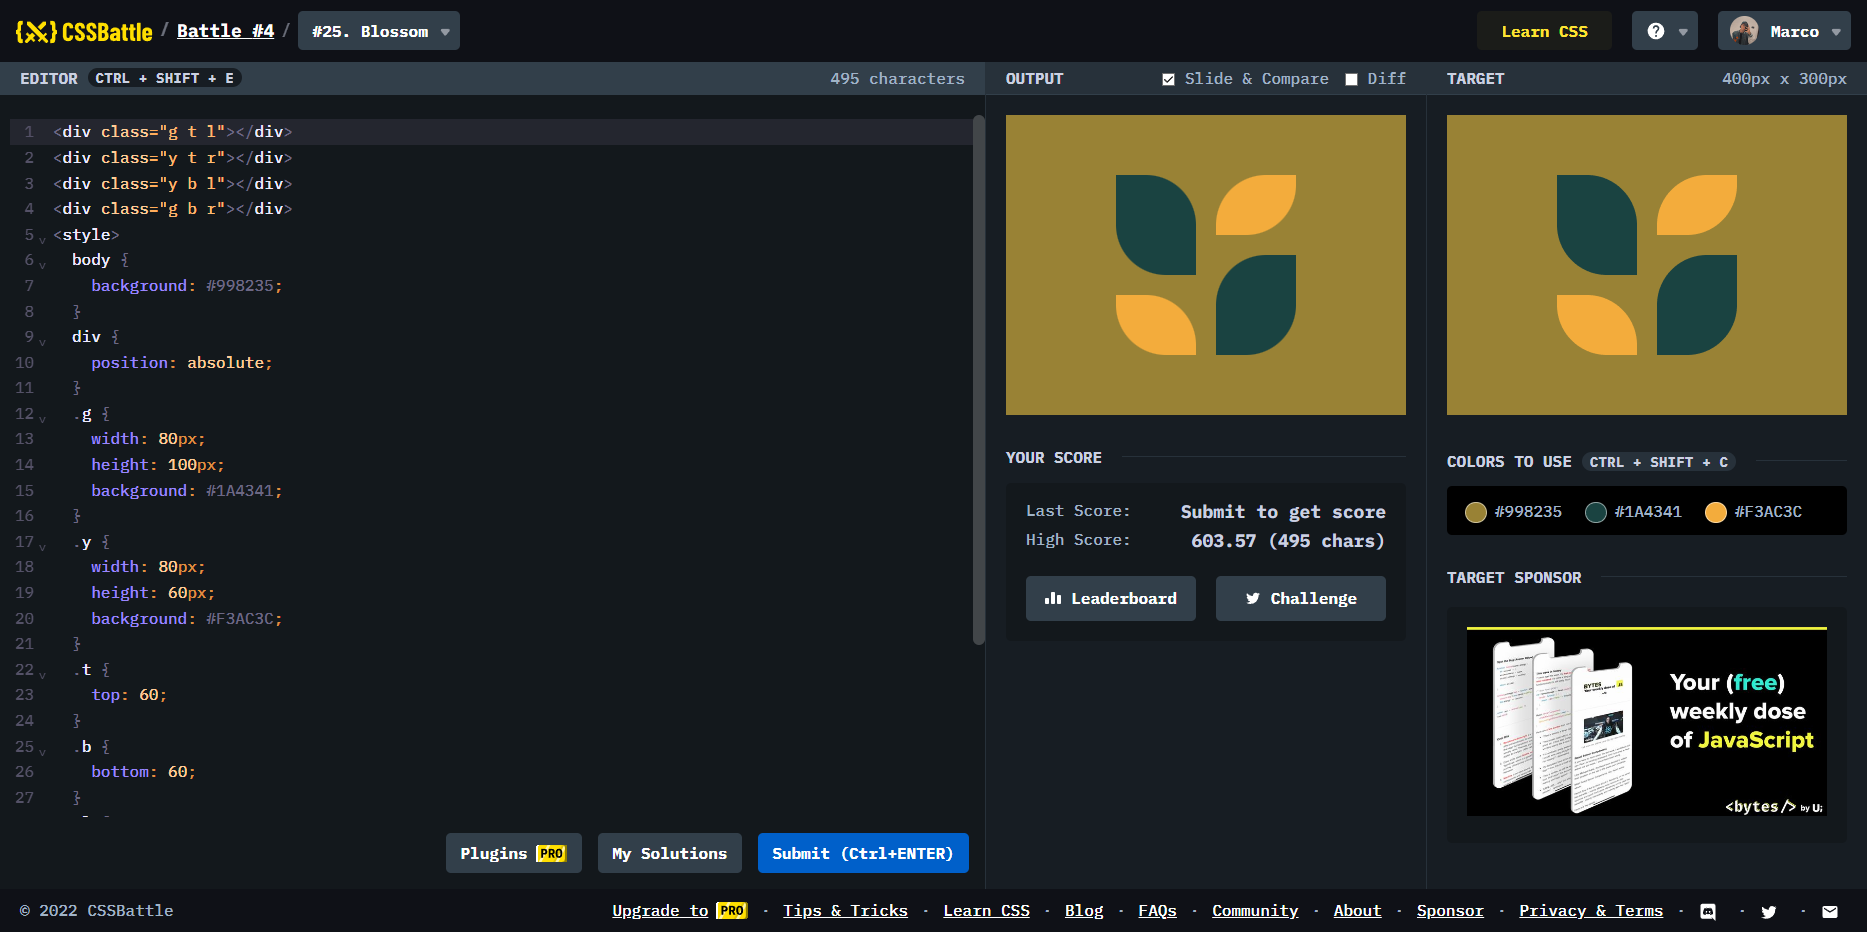 {X} CSSBattle / Battle #4 / #25. Blossom
Learn CSS
?
Marco
EDITOR CTRL + SHIFT + E 495 characters
1 <div class="g t l"></div>
2 <div class="y t r"></div>
3 <div class="y b l"></div>
4 <div class="g b r"></div>
5 <style>
6 body {
7 background: #998235;
8 }
9 div {
10 position: absolute;
11 }
12 .g {
13 width: 80px;
14 height: 100px;
15 background: #1A4341;
16 }
17 .y {
18 width: 80px;
19 height: 60px;
20 background: #F3AC3C;
21 }
22 .t {
23 top: 60;
24 }
25 .b {
26 bottom: 60;
27 }
Plugins PRO
My Solutions
Submit (Ctrl+ENTER)
OUTPUT Slide & Compare Diff
YOUR SCORE
Last Score: Submit to get score
High Score: 603.57 (495 chars)
Leaderboard
Challenge
TARGET 400px x 300px
COLORS TO USE CTRL + SHIFT + C
#998235 #1A4341 #F3AC3C
TARGET SPONSOR
BYTES
Your (free)
weekly dose
of JavaScript
<bytes/> by U;
© 2022 CSSBattle
Upgrade to PRO · Tips & Tricks · Learn CSS · Blog · FAQs · Community · About · Sponsor · Privacy & Terms · · ·